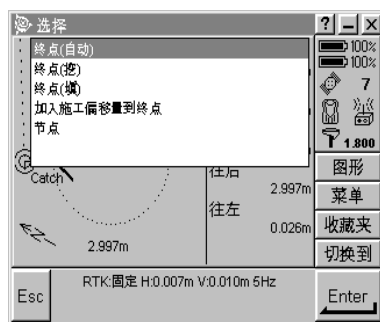 选择
? – ×
终点(自动)
终点(挖)
终点(填)
加入施工偏移量到终点
节点
100%
100%
7
1.800
Catch
往后
2.997m
往左
0.026m
2.997m
图形
菜单
收藏夹
切换到
Esc
RTK:固定 H:0.007m V:0.010m 5Hz
Enter